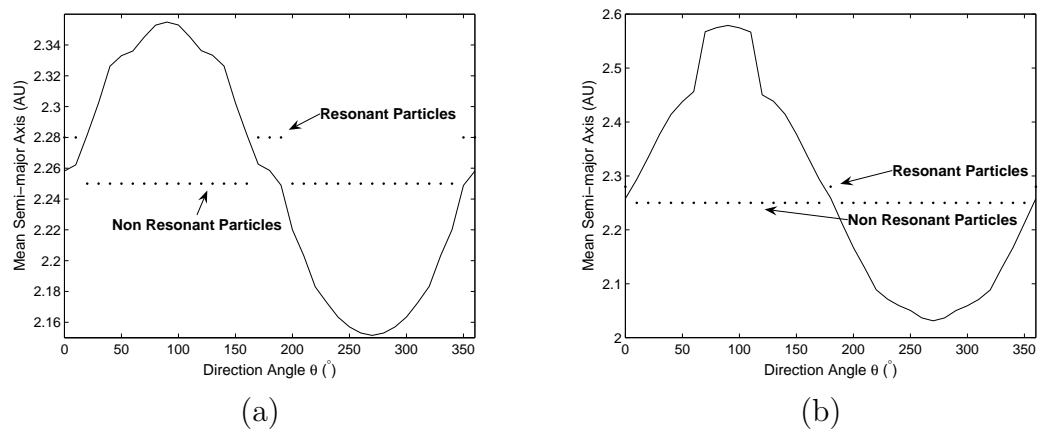 2.34
2.32
2.3
2.28
2.26
2.24
2.22
2.2
2.18
2.16
Mean Semi−major Axis (AU)
Resonant Particles
Non Resonant Particles
0 50 100 150 200 250 300 350
Direction Angle θ (°)
(a)
2.6
2.5
2.4
2.3
2.2
2.1
2
Mean Semi−major Axis (AU)
Resonant Particles
Non Resonant Particles
0 50 100 150 200 250 300 350
Direction Angle θ (°)
(b)